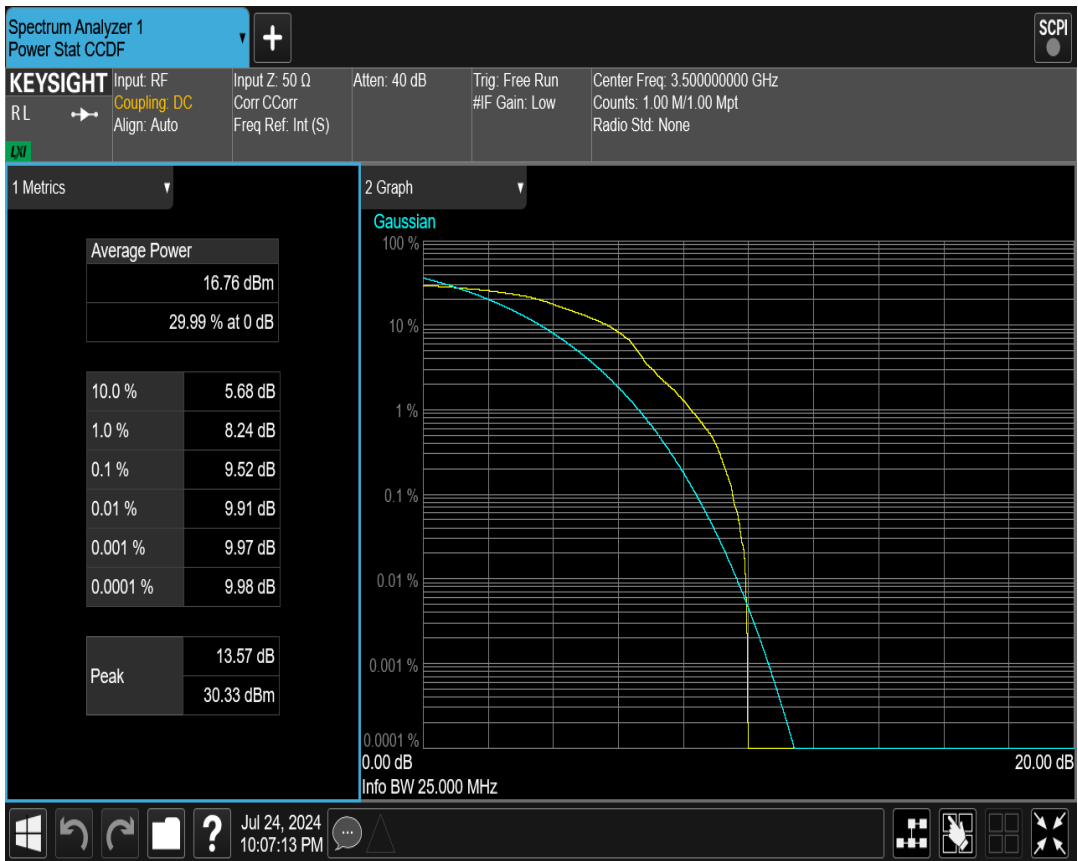 Spectrum Analyzer 1
Power Stat CCDF
+
SCPI
KEYSIGHT
RL
LXI
Input: RF
Coupling: DC
Align: Auto
Input Z: 50 Ω
Corr CCorr
Freq Ref: Int (S)
Atten: 40 dB
Trig: Free Run
#IF Gain: Low
Center Freq: 3.500000000 GHz
Counts: 1.00 M/1.00 Mpt
Radio Std: None
1 Metrics
Average Power
16.76 dBm
29.99 % at 0 dB
10.0 % 5.68 dB
1.0 % 8.24 dB
0.1 % 9.52 dB
0.01 % 9.91 dB
0.001 % 9.97 dB
0.0001 % 9.98 dB
Peak
13.57 dB
30.33 dBm
2 Graph
Gaussian
100 %
10 %
1 %
0.1 %
0.01 %
0.001 %
0.0001 %
0.00 dB 20.00 dB
Info BW 25.000 MHz
?
Jul 24, 2024
10:07:13 PM